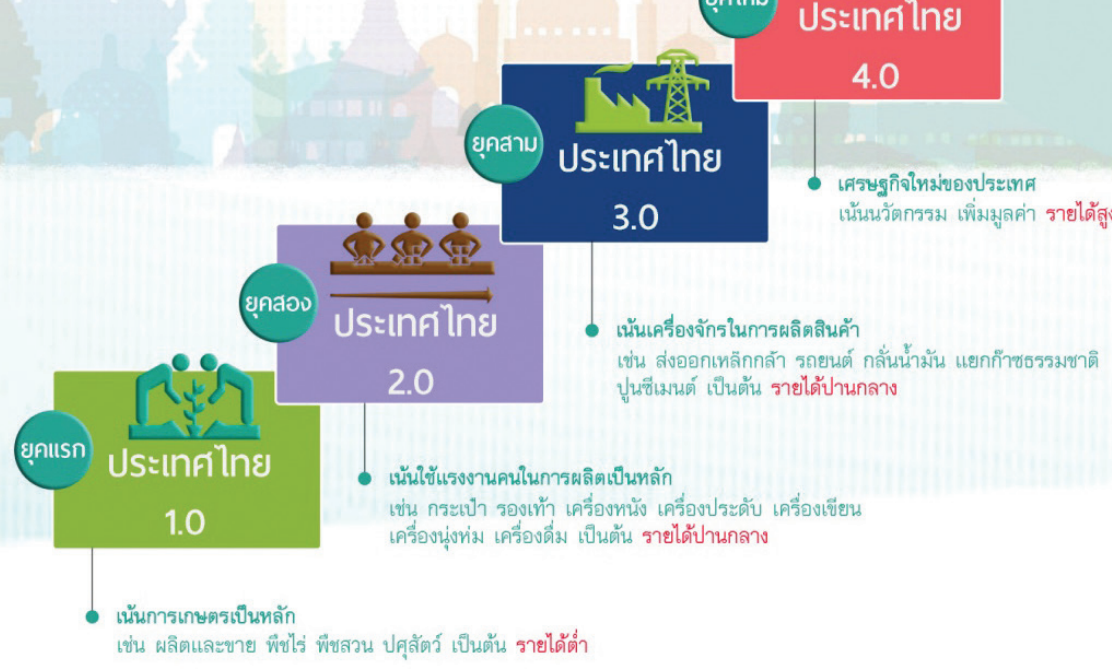 ยุคใหม่
ประเทศไทย
4.0
เศรษฐกิจใหม่ของประเทศ
เน้นนวัตกรรม เพิ่มมูลค่า รายได้สูง
ยุคสาม
ประเทศไทย
3.0
เน้นเครื่องจักรในการผลิตสินค้า
เช่น ส่งออกเหล็กกล้า รถยนต์ กลั่นน้ำมัน แยกก๊าซธรรมชาติ
ปูนซีเมนต์ เป็นต้น รายได้ปานกลาง
ยุคสอง
ประเทศไทย
2.0
เน้นใช้แรงงานคนในการผลิตเป็นหลัก
เช่น กระเป๋า รองเท้า เครื่องหนัง เครื่องประดับ เครื่องเขียน
เครื่องนุ่งห่ม เครื่องดื่ม เป็นต้น รายได้ปานกลาง
ยุคแรก
ประเทศไทย
1.0
เน้นการเกษตรเป็นหลัก
เช่น ผลิตและขาย พืชไร่ พืชสวน ปศุสัตว์ เป็นต้น รายได้ต่ำ